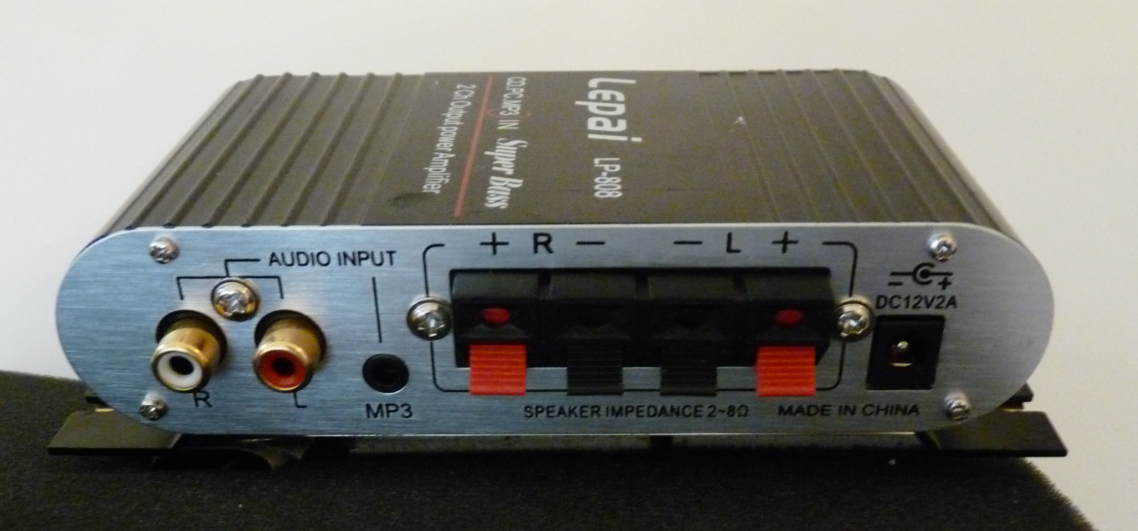 Lepai LP-808
CD.PC.MP3 IN Super Bass
2 Ch Output power Amplifier
AUDIO INPUT
+ R − − L +
− +
DC12V2A
R L
MP3
SPEAKER IMPEDANCE 2~8Ω
MADE IN CHINA